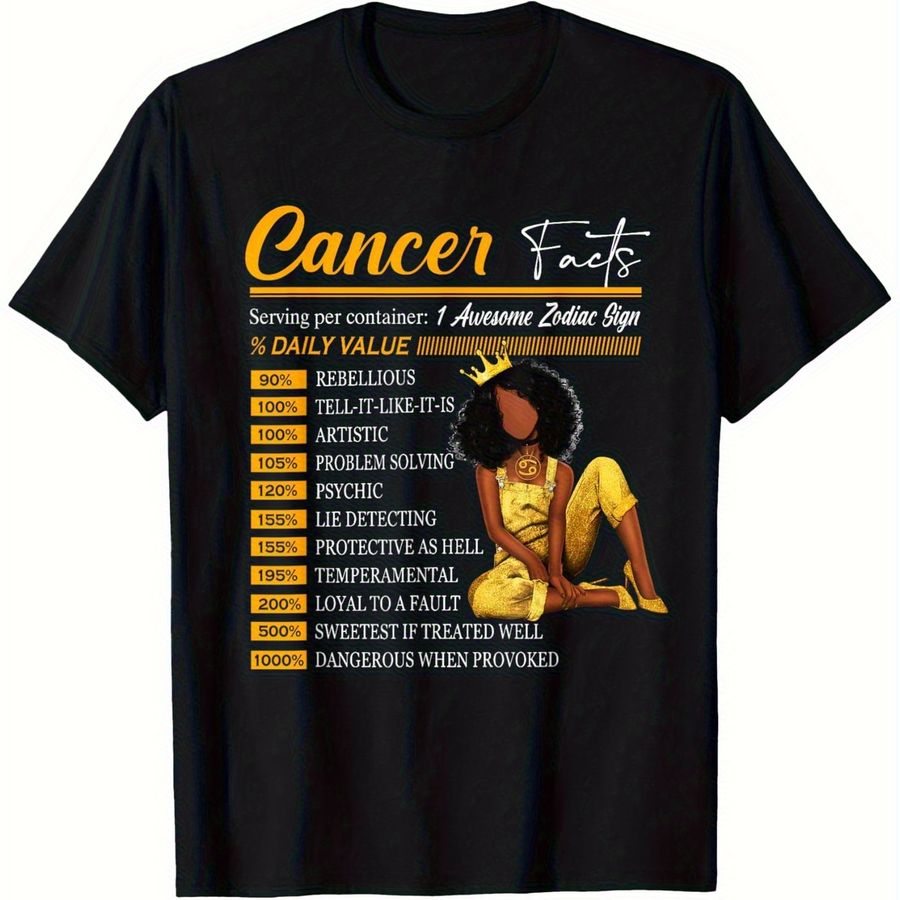 Cancer Facts
Serving per container: 1 Awesome Zodiac Sign
% DAILY VALUE
90% REBELLIOUS
100% TELL-IT-LIKE-IT-IS
100% ARTISTIC
105% PROBLEM SOLVING
120% PSYCHIC
155% LIE DETECTING
155% PROTECTIVE AS HELL
195% TEMPERAMENTAL
200% LOYAL TO A FAULT
500% SWEETEST IF TREATED WELL
1000% DANGEROUS WHEN PROVOKED